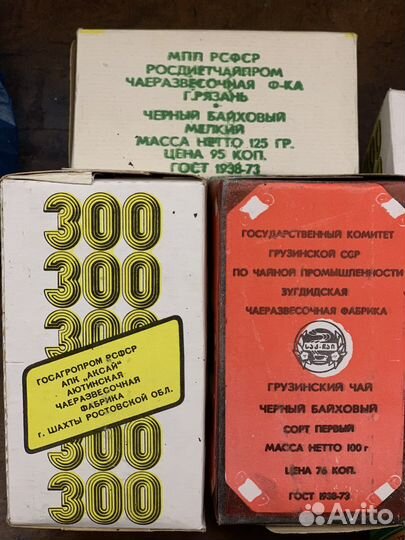 МПП РСФСР
РОСДИЕТЧАЙПРОМ
ЧАЕРАЗВЕСОЧНАЯ Ф-КА
Г. РЯЗАНЬ
•
ЧЕРНЫЙ БАЙХОВЫЙ
МЕЛКИЙ
МАССА НЕТТО 125 ГР.
ЦЕНА 95 КОП.
ГОСТ 1938-73
300
300
300
ГОСАГРОПРОМ РСФСР
АПК „АКСАЙ"
АЮТИНСКАЯ
ЧАЕРАЗВЕСОЧНАЯ
ФАБРИКА
г. ШАХТЫ РОСТОВСКОЙ ОБЛ.
300
300
300
ГОСУДАРСТВЕННЫЙ КОМИТЕТ
ГРУЗИНСКОЙ ССР
ПО ЧАЙНОЙ ПРОМЫШЛЕННОСТИ
ЗУГДИДСКАЯ
ЧАЕРАЗВЕСОЧНАЯ ФАБРИКА
ГРУЗИНСКИЙ ЧАЙ
ЧЕРНЫЙ БАЙХОВЫЙ
СОРТ ПЕРВЫЙ
МАССА НЕТТО 100 г
ЦЕНА 76 КОП.
ГОСТ 1938-73
Avito